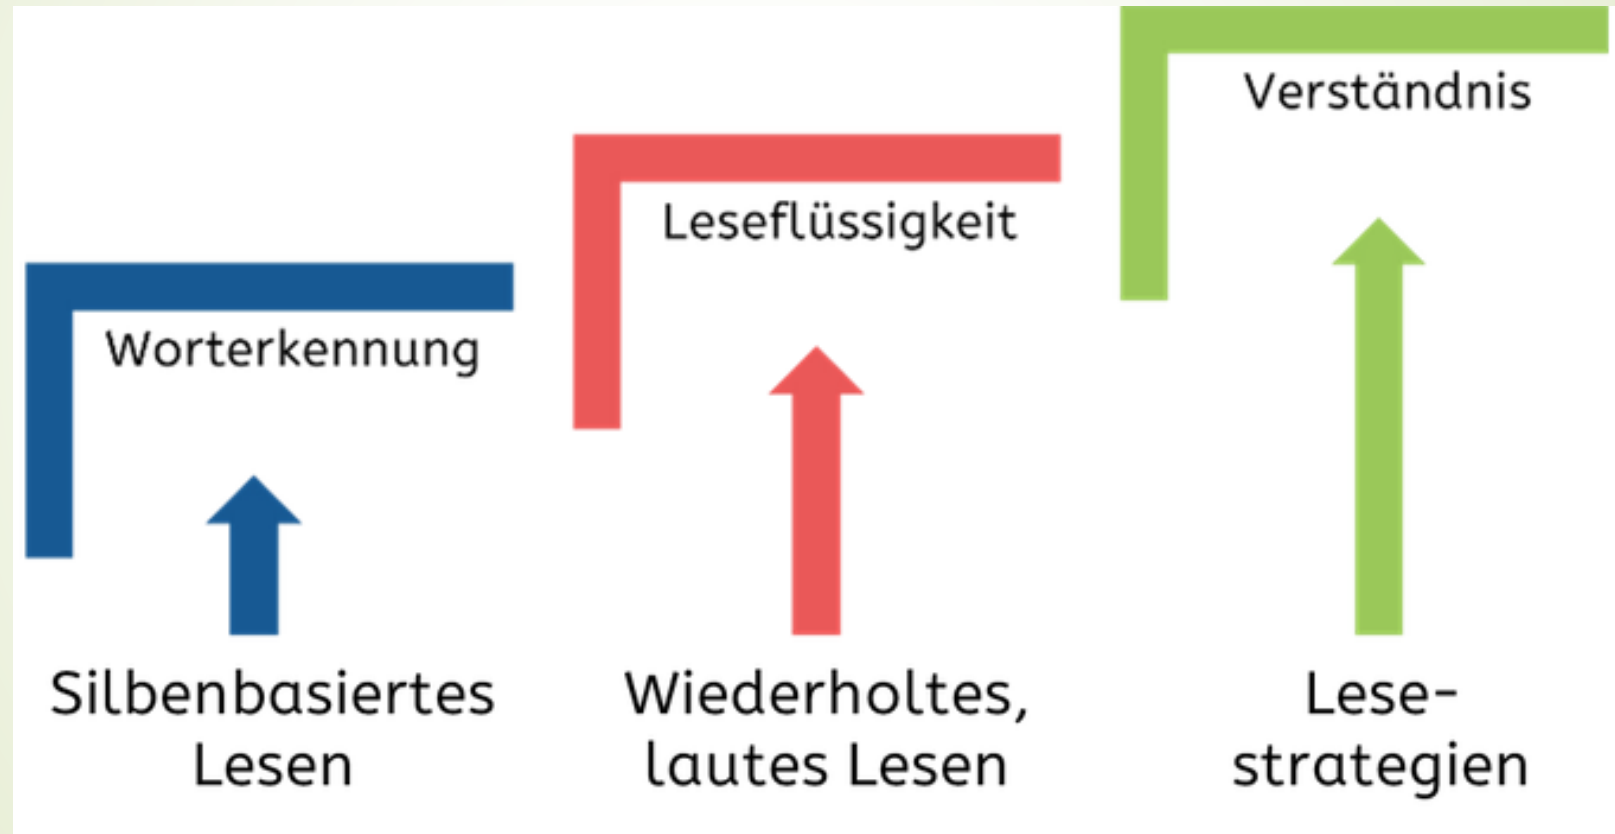 Verständnis
Leseflüssigkeit
Worterkennung
Silbenbasiertes
Lesen
Wiederholtes,
lautes Lesen
Lese-
strategien